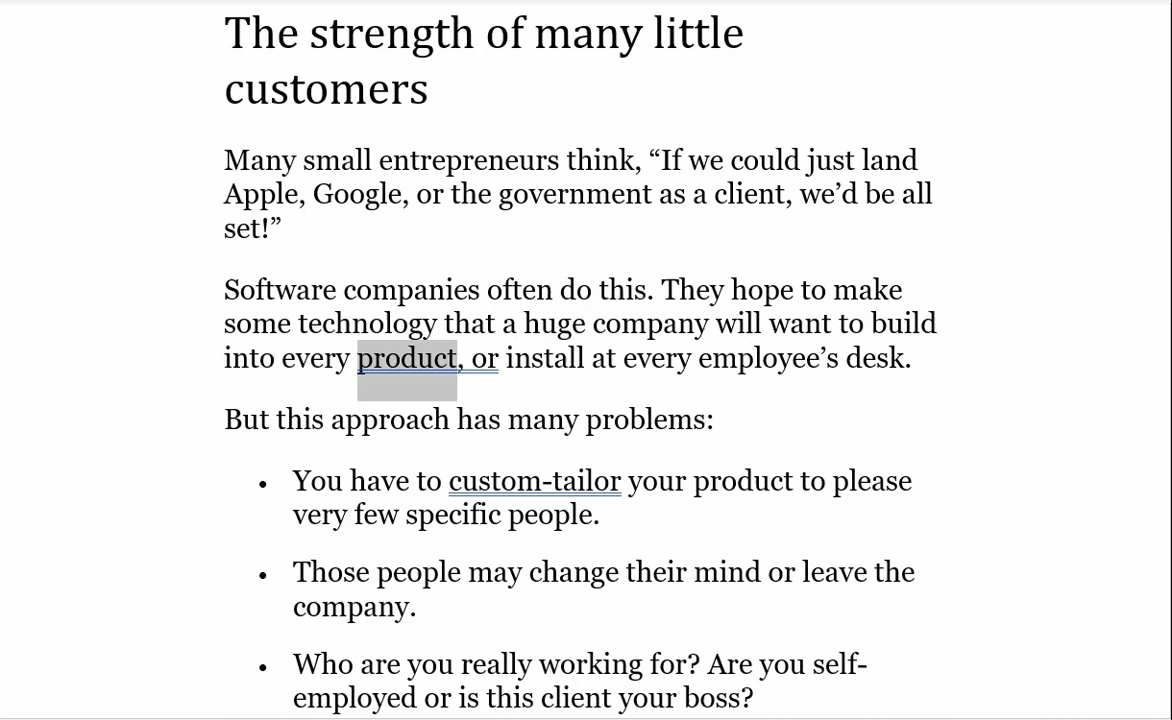 The strength of many little
customers
Many small entrepreneurs think, “If we could just land
Apple, Google, or the government as a client, we’d be all
set!”
Software companies often do this. They hope to make
some technology that a huge company will want to build
into every product, or install at every employee’s desk.
But this approach has many problems:
• You have to custom-tailor your product to please
very few specific people.
• Those people may change their mind or leave the
company.
• Who are you really working for? Are you self-
employed or is this client your boss?